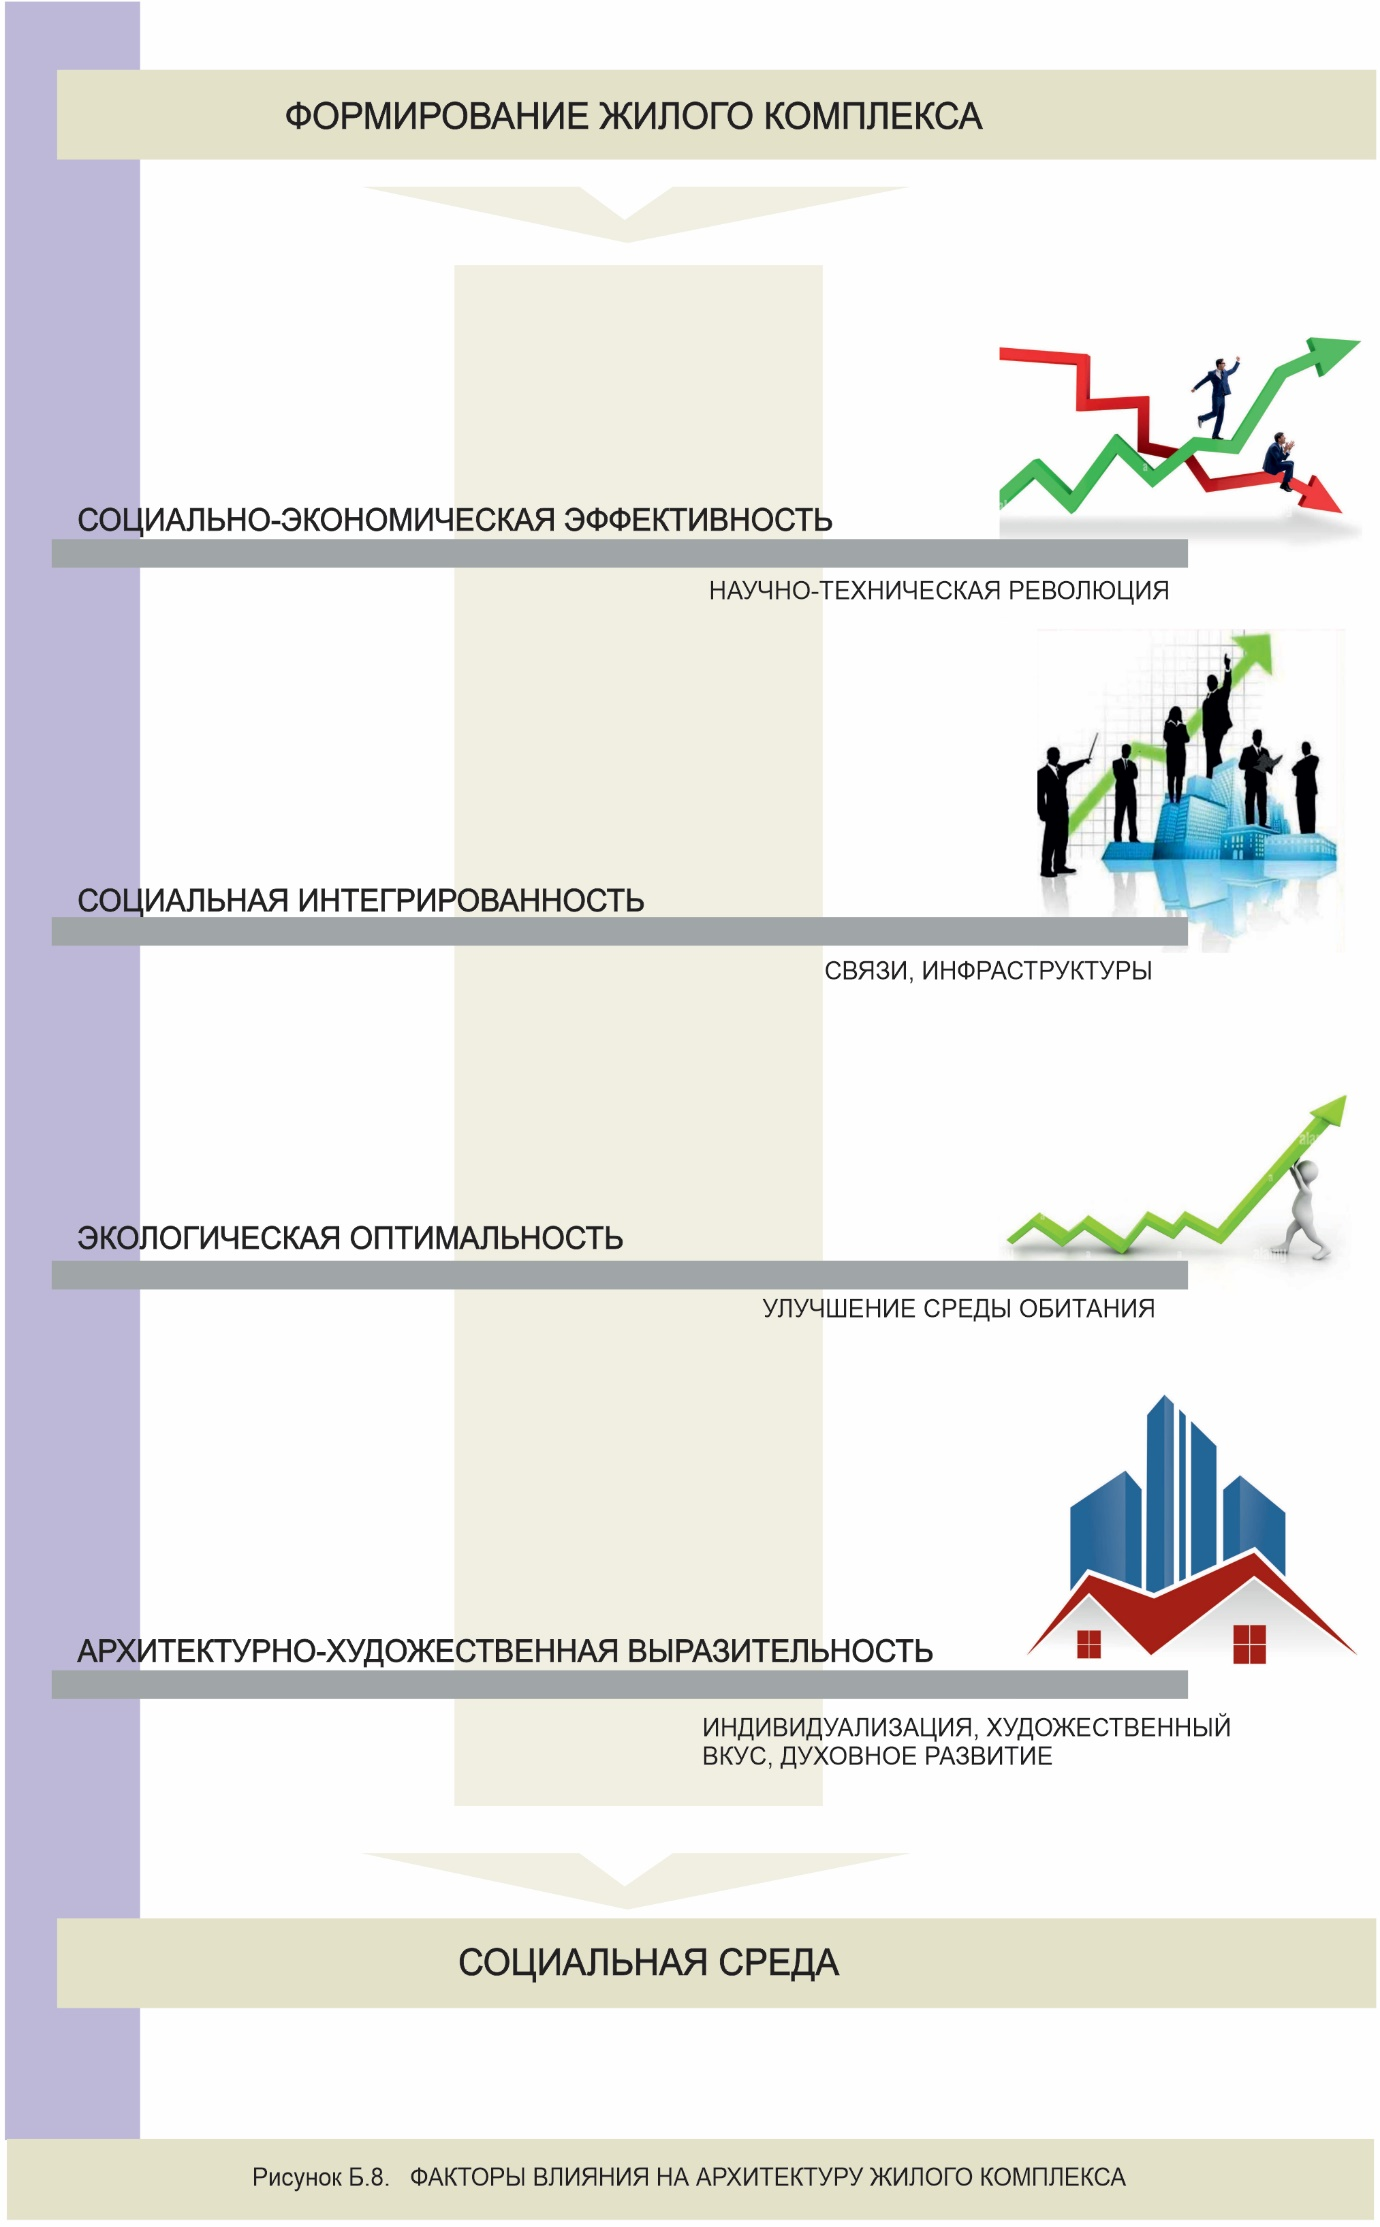 ФОРМИРОВАНИЕ ЖИЛОГО КОМПЛЕКСА
СОЦИАЛЬНО-ЭКОНОМИЧЕСКАЯ ЭФФЕКТИВНОСТЬ
НАУЧНО-ТЕХНИЧЕСКАЯ РЕВОЛЮЦИЯ
СОЦИАЛЬНАЯ ИНТЕГРИРОВАННОСТЬ
СВЯЗИ, ИНФРАСТРУКТУРЫ
ЭКОЛОГИЧЕСКАЯ ОПТИМАЛЬНОСТЬ
УЛУЧШЕНИЕ СРЕДЫ ОБИТАНИЯ
АРХИТЕКТУРНО-ХУДОЖЕСТВЕННАЯ ВЫРАЗИТЕЛЬНОСТЬ
ИНДИВИДУАЛИЗАЦИЯ, ХУДОЖЕСТВЕННЫЙ
ВКУС, ДУХОВНОЕ РАЗВИТИЕ
СОЦИАЛЬНАЯ СРЕДА
Рисунок Б.8. ФАКТОРЫ ВЛИЯНИЯ НА АРХИТЕКТУРУ ЖИЛОГО КОМПЛЕКСА